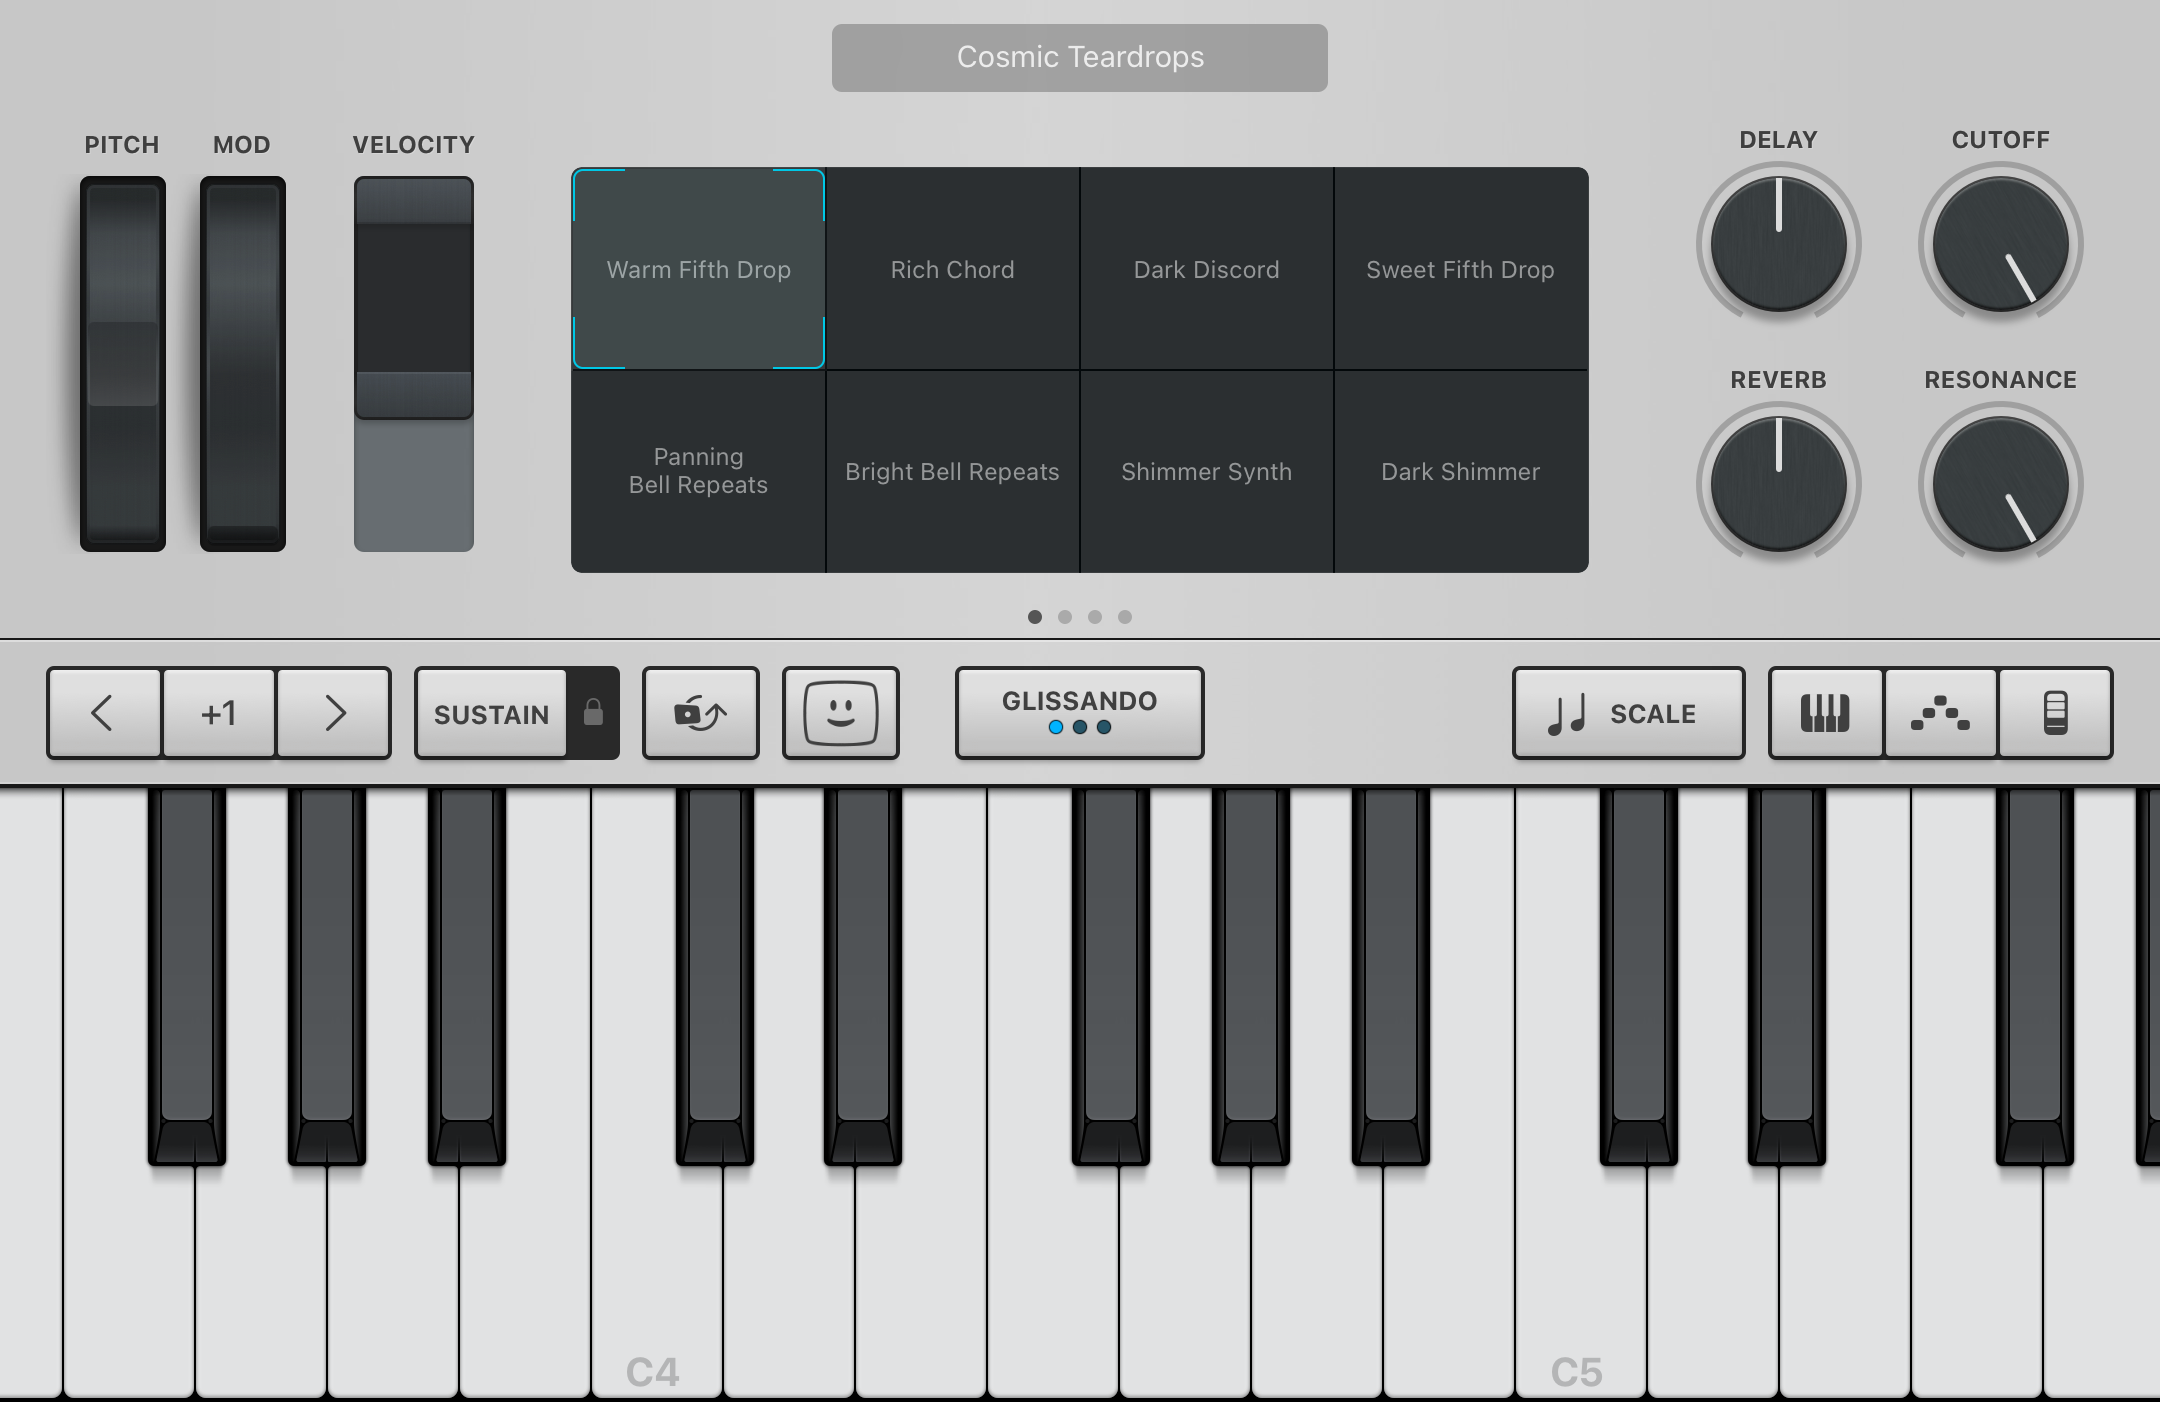 Cosmic Teardrops
PITCH
MOD
VELOCITY
DELAY
CUTOFF
Warm Fifth Drop
Rich Chord
Dark Discord
Sweet Fifth Drop
REVERB
RESONANCE
Panning
Bell Repeats
Bright Bell Repeats
Shimmer Synth
Dark Shimmer
+1
SUSTAIN
GLISSANDO
SCALE
C4
C5